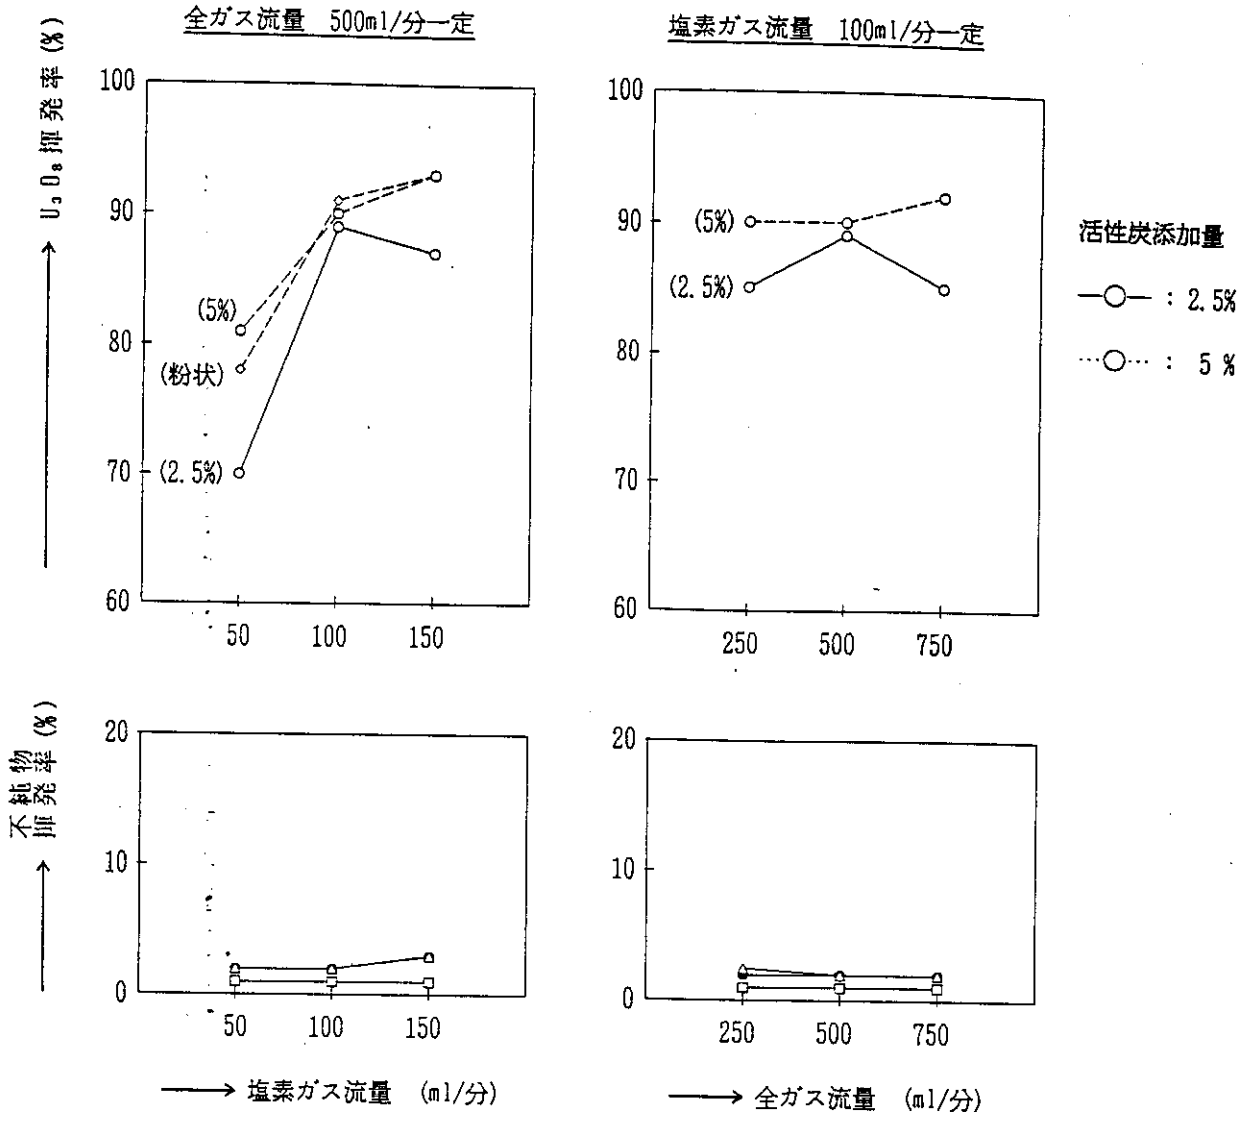 全ガス流量 500ml/分一定
U₃O₈揮発率(%)
100
90
80
70
60
(5%)
(粉状)
(2.5%)
50 100 150
塩素ガス流量 100ml/分一定
100
90
80
70
60
(5%)
(2.5%)
250 500 750
活性炭添加量
: 2.5%
: 5 %
不純物
揮発率(%)
20
10
0
50 100 150
塩素ガス流量 (ml/分)
20
10
0
250 500 750
全ガス流量 (ml/分)